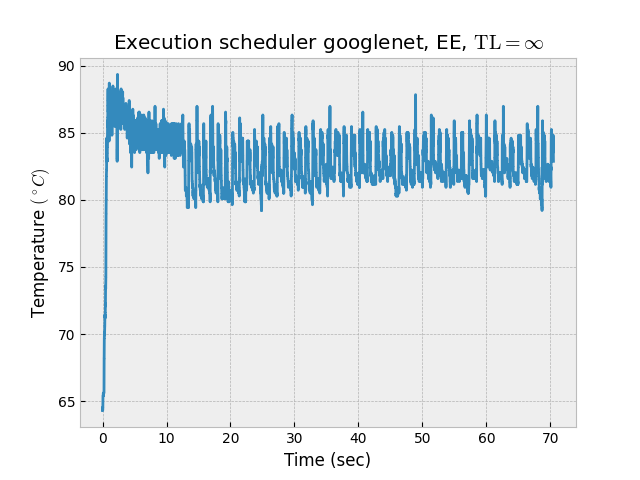 Execution scheduler googlenet, EE, TL = ∞
90
85
80
75
70
65
Temperature (°C)
0 10 20 30 40 50 60 70
Time (sec)